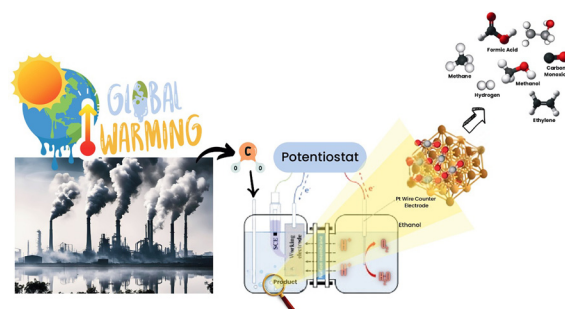 GLOBAL
WARMING
C
O
O
Potentiostat
e⁻
e⁻
SCE
Working
electrode
Product
Pt Wire Counter
Electrode
Ethanol
Formic Acid
Methane
Carbon
Monoxide
Hydrogen
Methanol
Ethylene